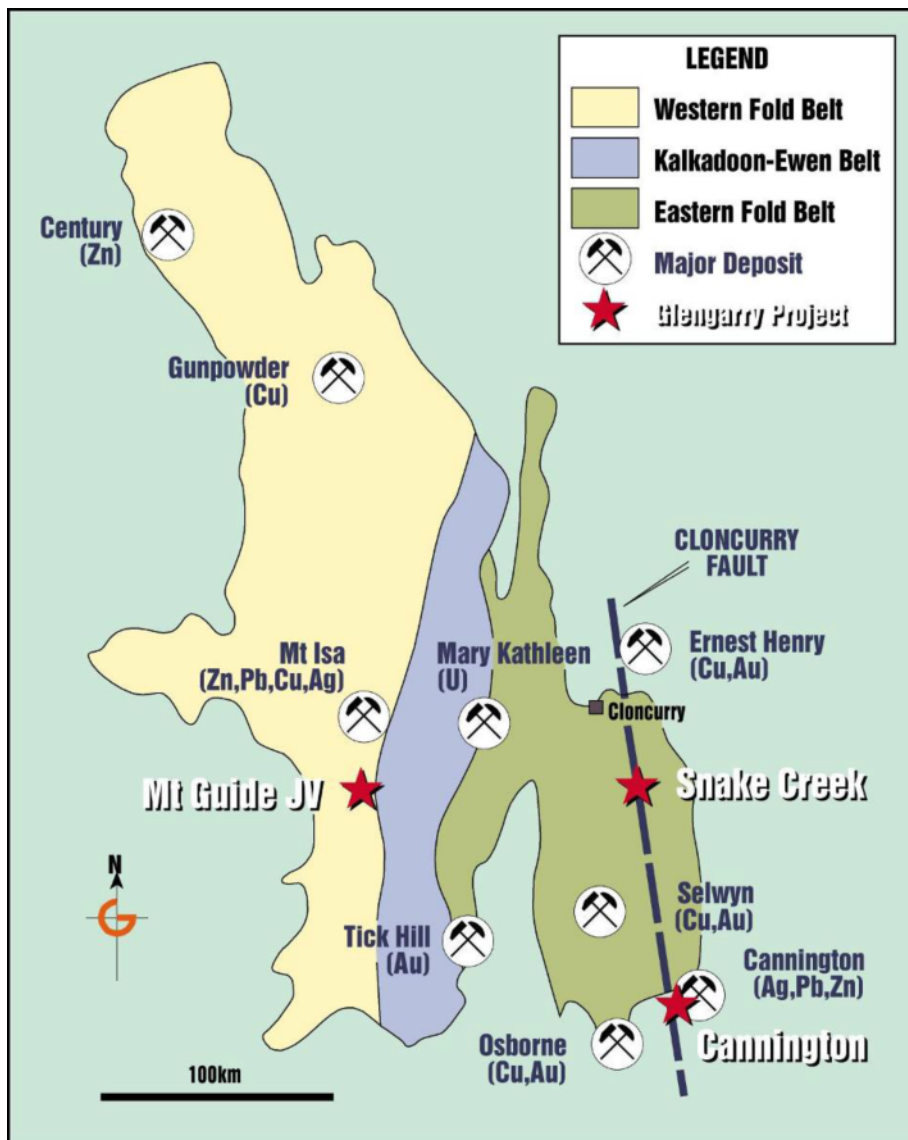 LEGEND
Western Fold Belt
Kalkadoon-Ewen Belt
Eastern Fold Belt
Major Deposit
Glengarry Project
Century
(Zn)
Gunpowder
(Cu)
CLONCURRY
FAULT
Mt Isa
(Zn,Pb,Cu,Ag)
Mary Kathleen
(U)
Ernest Henry
(Cu,Au)
Cloncurry
Mt Guide JV
Snake Creek
N
G
Tick Hill
(Au)
Selwyn
(Cu,Au)
Cannington
(Ag,Pb,Zn)
Osborne
(Cu,Au)
Cannington
100km